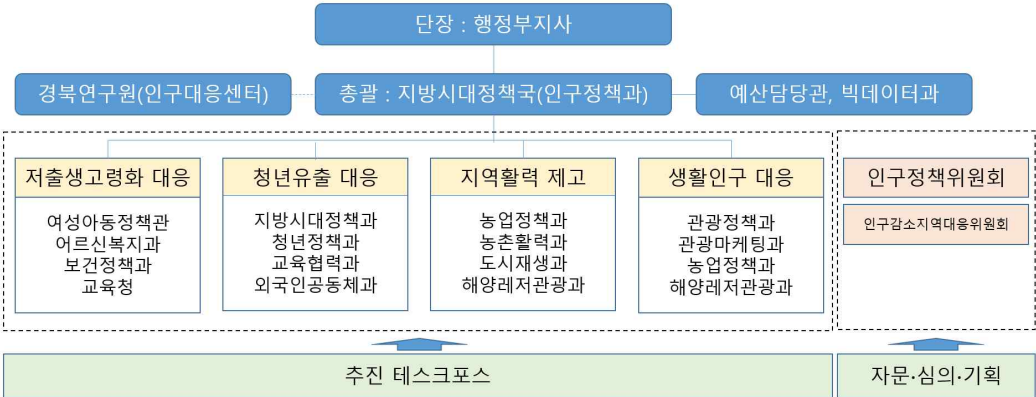 단장 : 행정부지사
경북연구원(인구대응센터)
총괄 : 지방시대정책국(인구정책과)
예산담당관, 빅데이터과
저출생고령화 대응
여성아동정책관
어르신복지과
보건정책과
교육청
청년유출 대응
지방시대정책과
청년정책과
교육협력과
외국인공동체과
지역활력 제고
농업정책과
농촌활력과
도시재생과
해양레저관광과
생활인구 대응
관광정책과
관광마케팅과
농업정책과
해양레저관광과
인구정책위원회
인구감소지역대응위원회
추진 테스크포스
자문·심의·기획